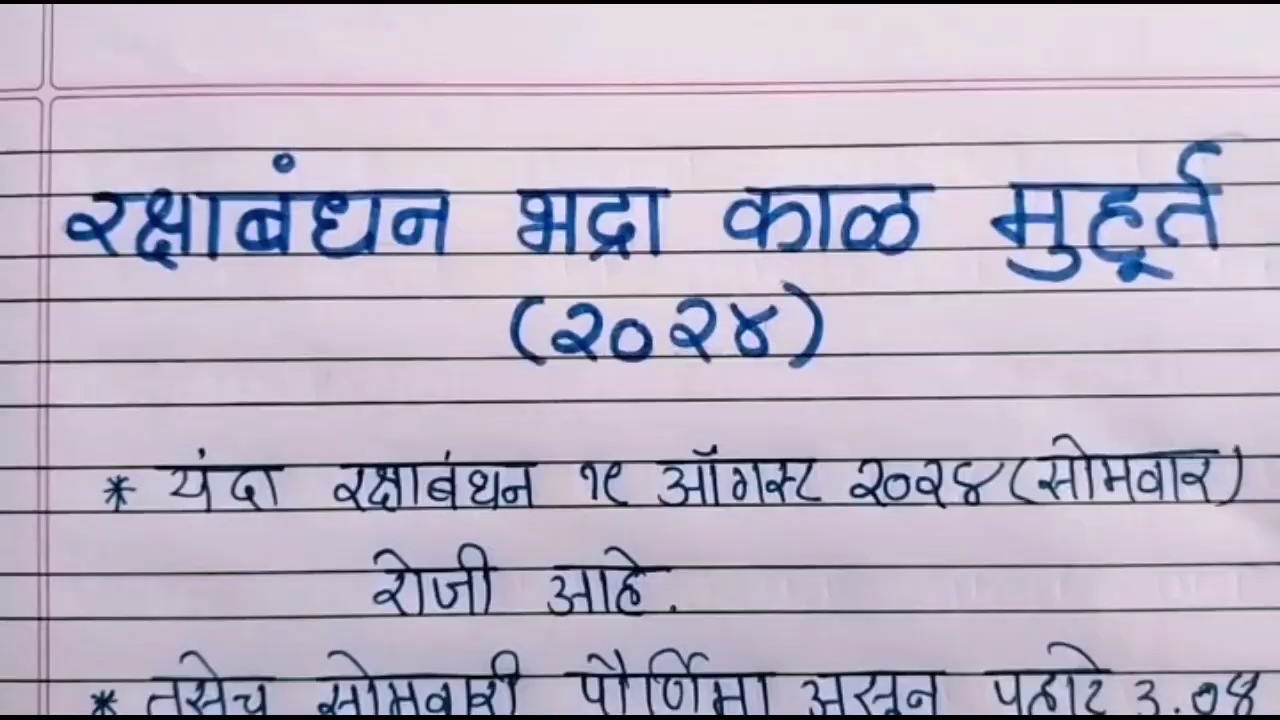 रक्षाबंधन भद्रा काळ मुहूर्त
(२०२४)
* यंदा रक्षाबंधन १९ ऑगस्ट २०२४ (सोमवार)
रोजी आहे.
* तसेच सोमवारी पौर्णिमा असून पहाटे ३.०४